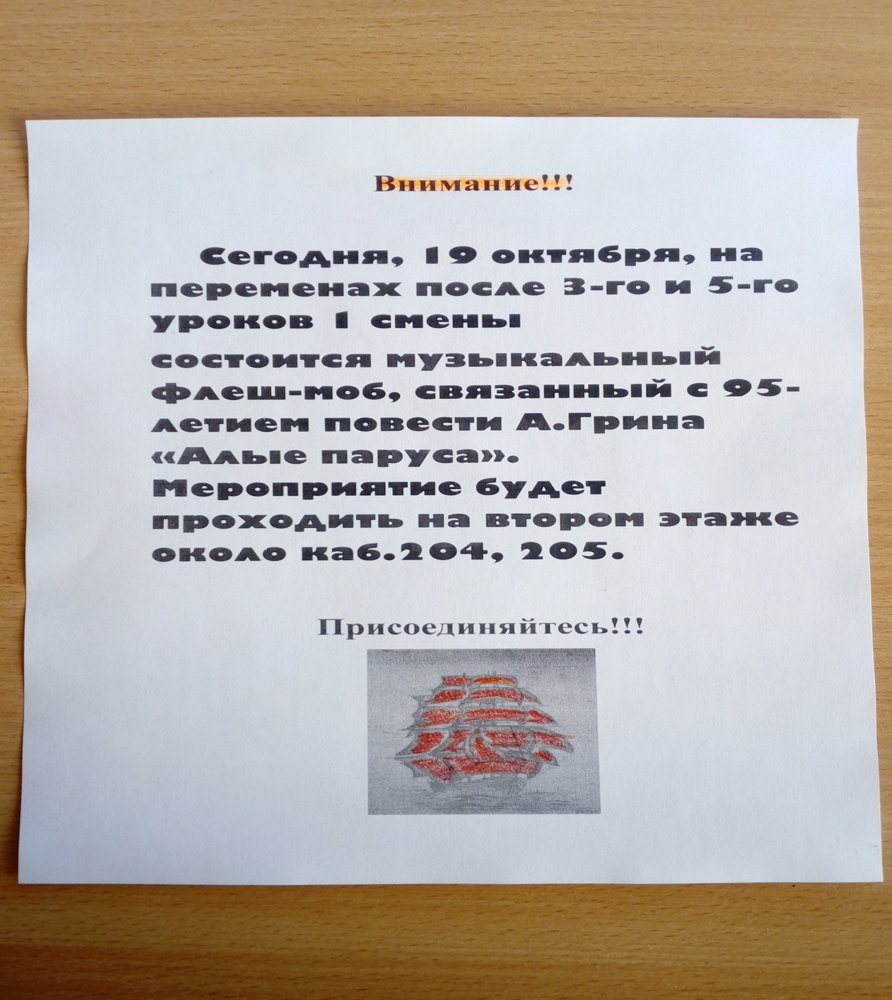 Внимание!!!
Сегодня, 19 октября, на
переменах после 3-го и 5-го
уроков 1 смены
состоится музыкальный
флеш-моб, связанный с 95-
летием повести А.Грина
«Алые паруса».
Мероприятие будет
проходить на втором этаже
около каб.204, 205.
Присоединяйтесь!!!